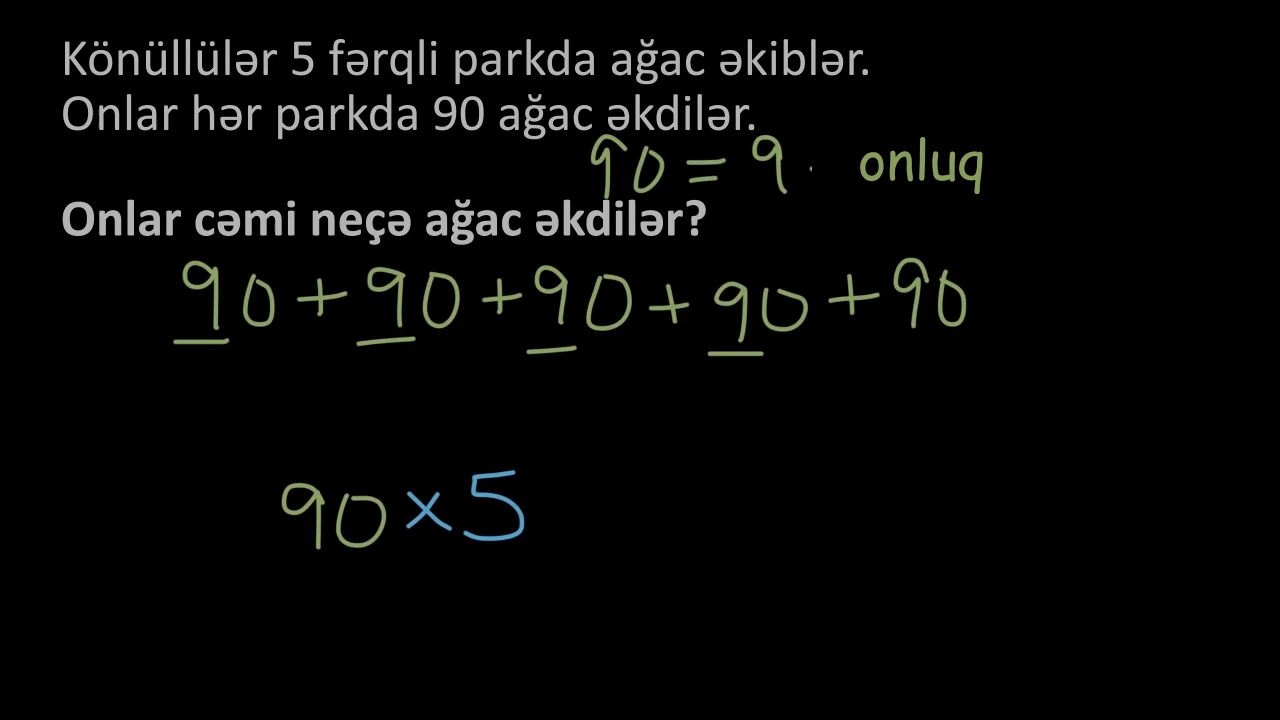 Könüllülər 5 fərqli parkda ağac əkiblər.
Onlar hər parkda 90 ağac əkdilər.
90 = 9 onluq
Onlar cəmi neçə ağac əkdilər?
90 + 90 + 90 + 90 + 90
90 × 5